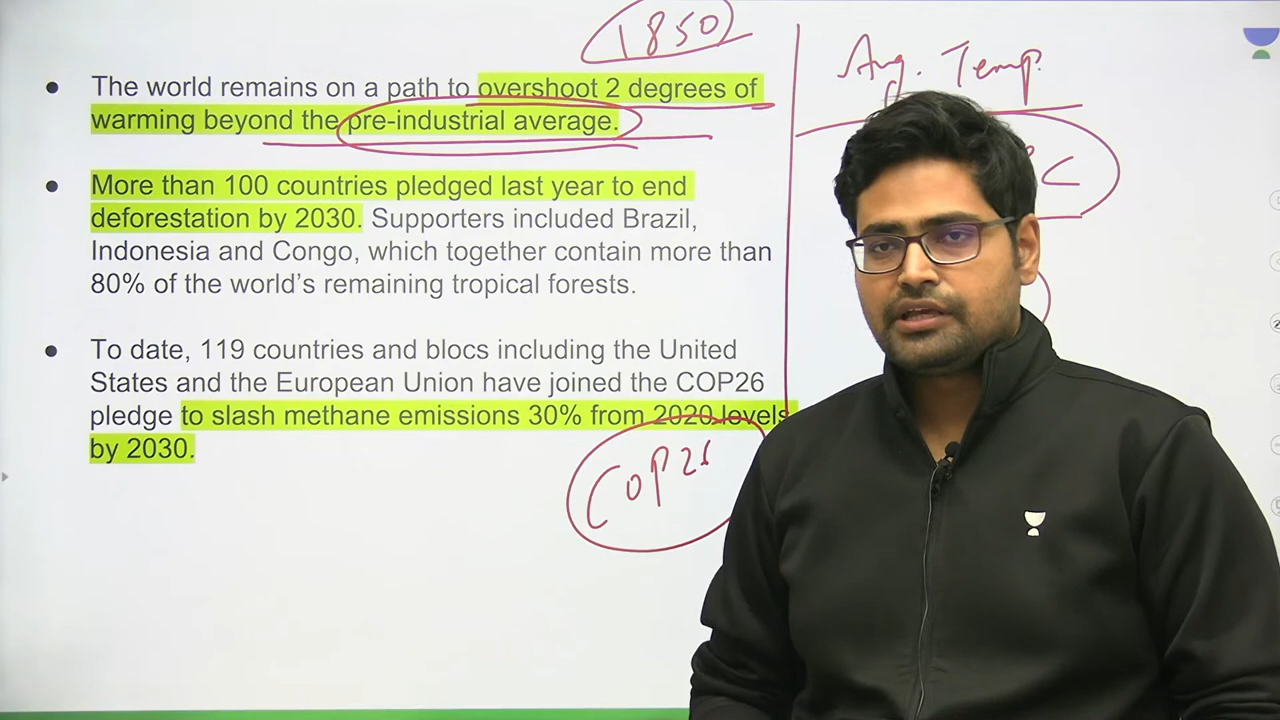 1850
Avg. Temp.
• The world remains on a path to overshoot 2 degrees of
warming beyond the pre-industrial average.
• More than 100 countries pledged last year to end
deforestation by 2030. Supporters included Brazil,
Indonesia and Congo, which together contain more than
80% of the world’s remaining tropical forests.
• To date, 119 countries and blocs including the United
States and the European Union have joined the COP26
pledge to slash methane emissions 30% from 2020 levels
by 2030.
COP26